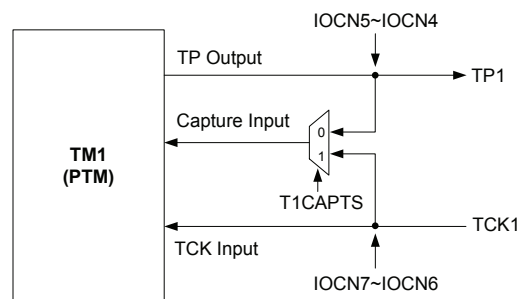 IOCN5~IOCN4
TP Output
TP1
Capture Input
0
TM1
(PTM)
1
T1CAPTS
TCK1
TCK Input
IOCN7~IOCN6